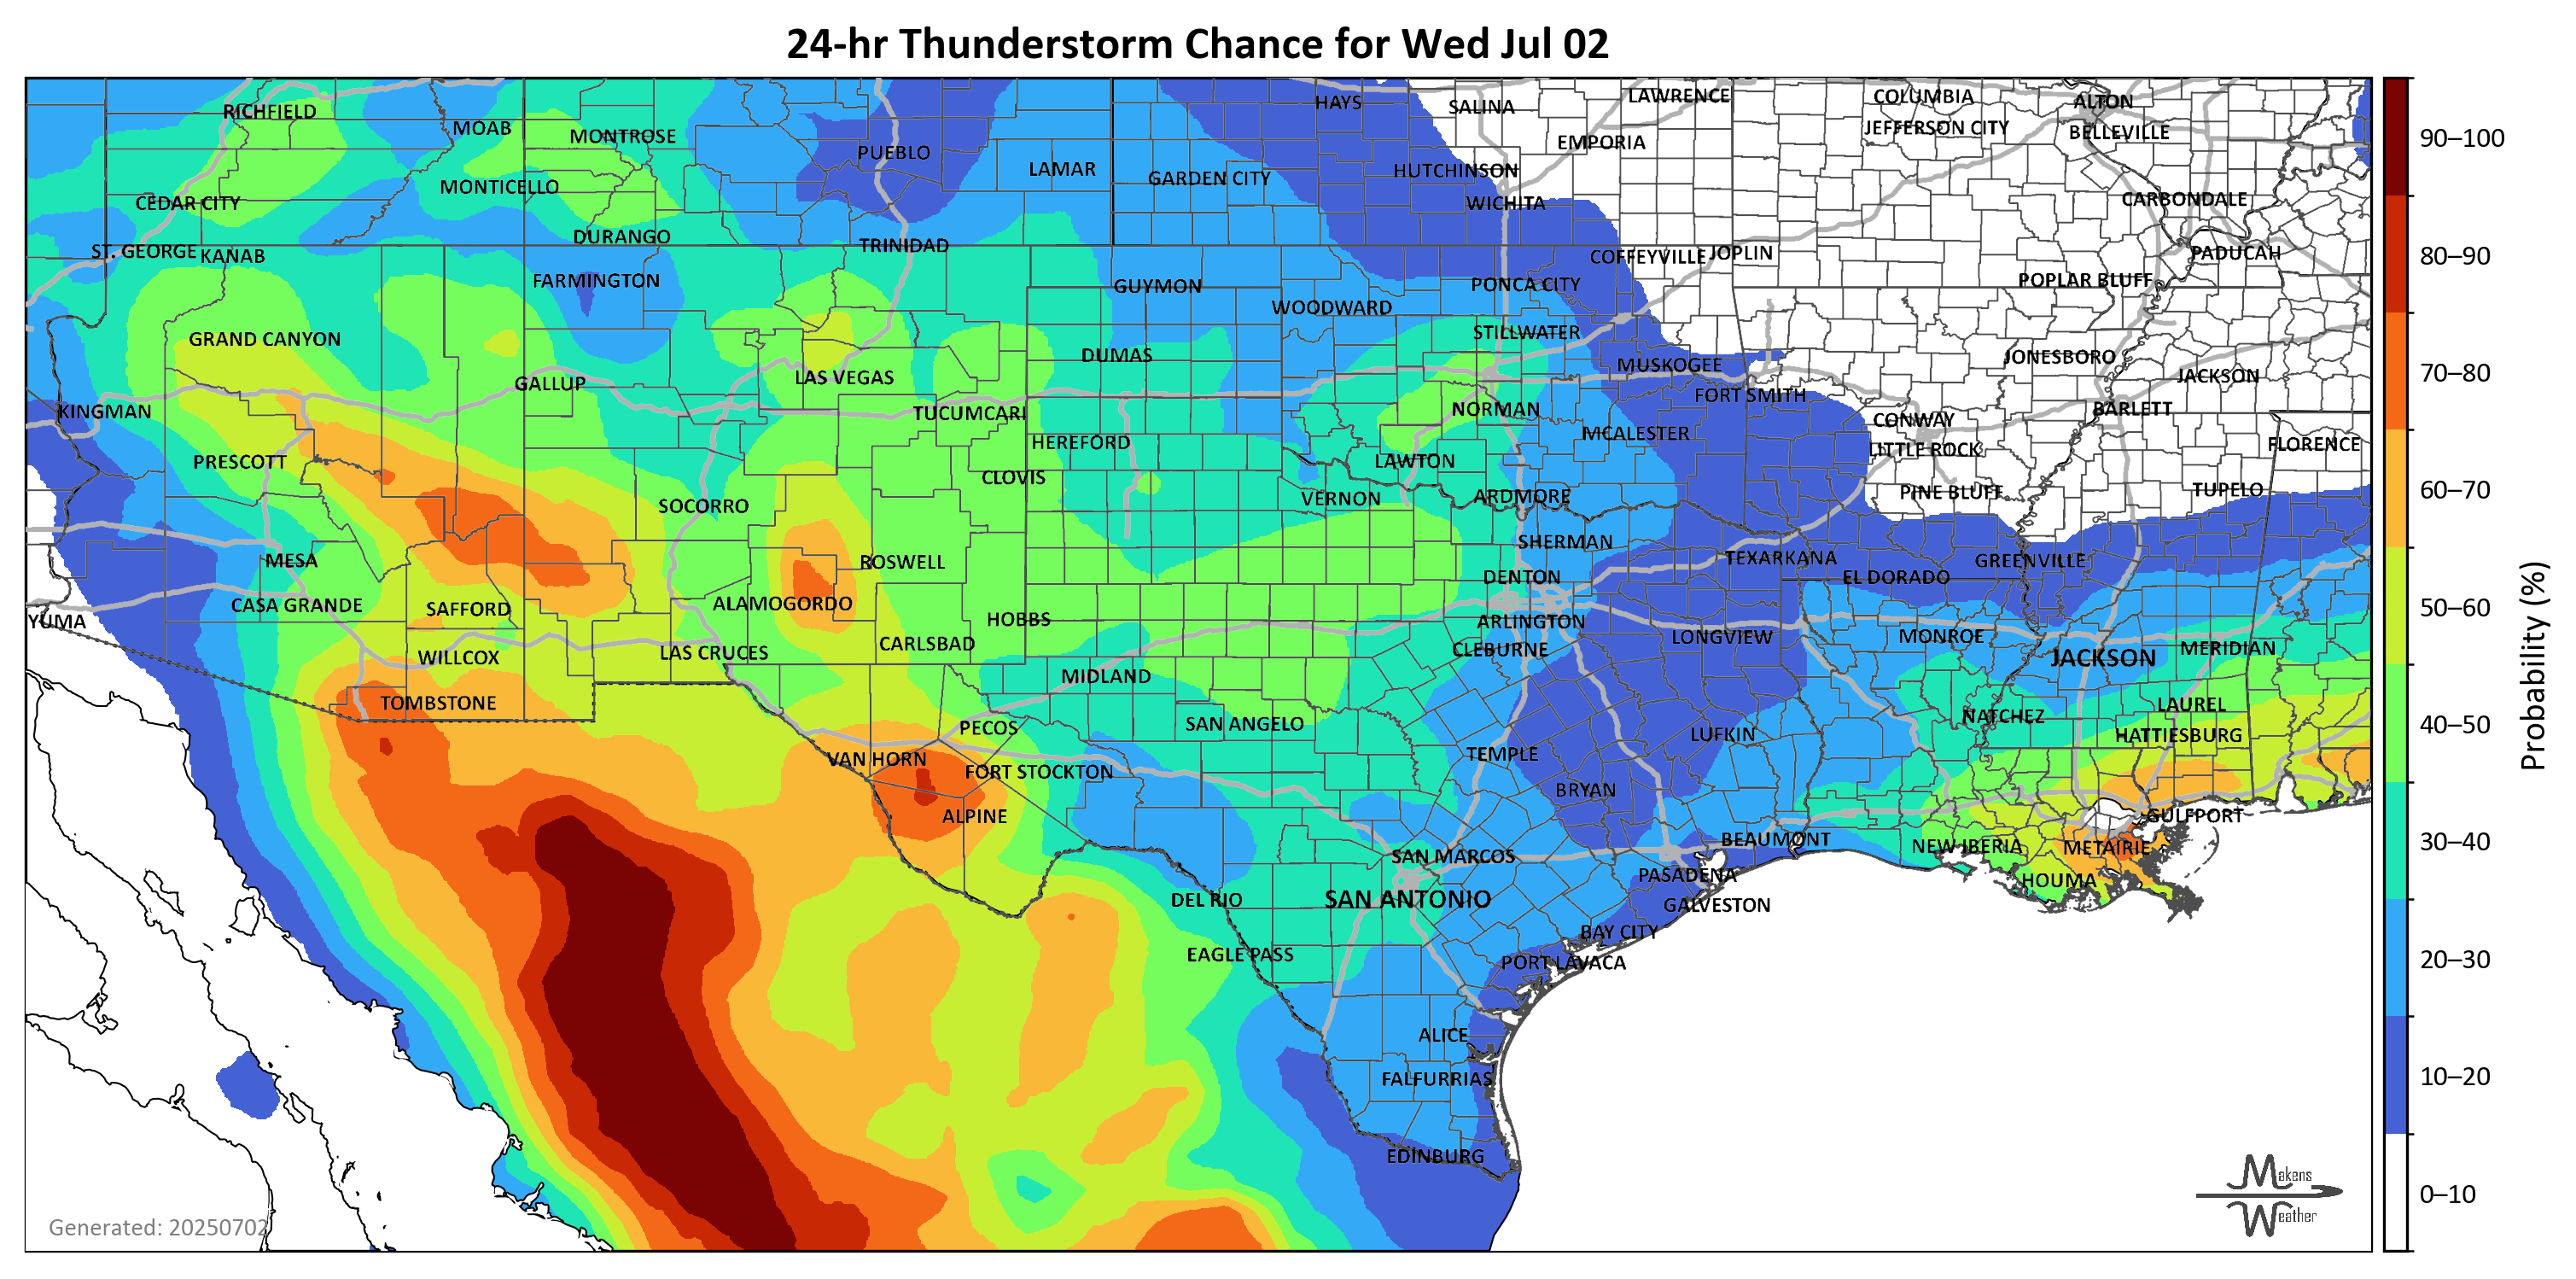 24-hr Thunderstorm Chance for Wed Jul 02
RICHFIELD
MOAB
MONTROSE
PUEBLO
LAMAR
GARDEN CITY
HAYS
SALINA
LAWRENCE
EMPORIA
HUTCHINSON
WICHITA
COLUMBIA
JEFFERSON CITY
ALTON
BELLEVILLE
CARBONDALE
PADUCAH
MONTICELLO
CEDAR CITY
DURANGO
ST. GEORGE
KANAB
TRINIDAD
FARMINGTON
GUYMON
WOODWARD
PONCA CITY
COFFEYVILLE
JOPLIN
POPLAR BLUFF
GRAND CANYON
GALLUP
LAS VEGAS
DUMAS
STILLWATER
MUSKOGEE
FORT SMITH
JONESBORO
JACKSON
BARLETT
KINGMAN
TUCUMCARI
HEREFORD
NORMAN
MCALESTER
CONWAY
LITTLE ROCK
FLORENCE
PRESCOTT
CLOVIS
LAWTON
VERNON
ARDMORE
PINE BLUFF
TUPELO
SOCORRO
MESA
ROSWELL
SHERMAN
TEXARKANA
GREENVILLE
EL DORADO
DENTON
CASA GRANDE
SAFFORD
ALAMOGORDO
HOBBS
ARLINGTON
YUMA
WILLCOX
LAS CRUCES
CARLSBAD
CLEBURNE
LONGVIEW
MONROE
JACKSON
MERIDIAN
MIDLAND
TOMBSTONE
PECOS
SAN ANGELO
NATCHEZ
LAUREL
HATTIESBURG
VAN HORN
FORT STOCKTON
TEMPLE
LUFKIN
BRYAN
ALPINE
GULFPORT
BEAUMONT
NEW IBERIA
METAIRIE
SAN MARCOS
PASADENA
HOUMA
DEL RIO
SAN ANTONIO
GALVESTON
BAY CITY
EAGLE PASS
PORT LAVACA
ALICE
FALFURRIAS
EDINBURG
Generated: 20250702
Makens
Weather
90–100
80–90
70–80
60–70
50–60
40–50
30–40
20–30
10–20
0–10
Probability (%)